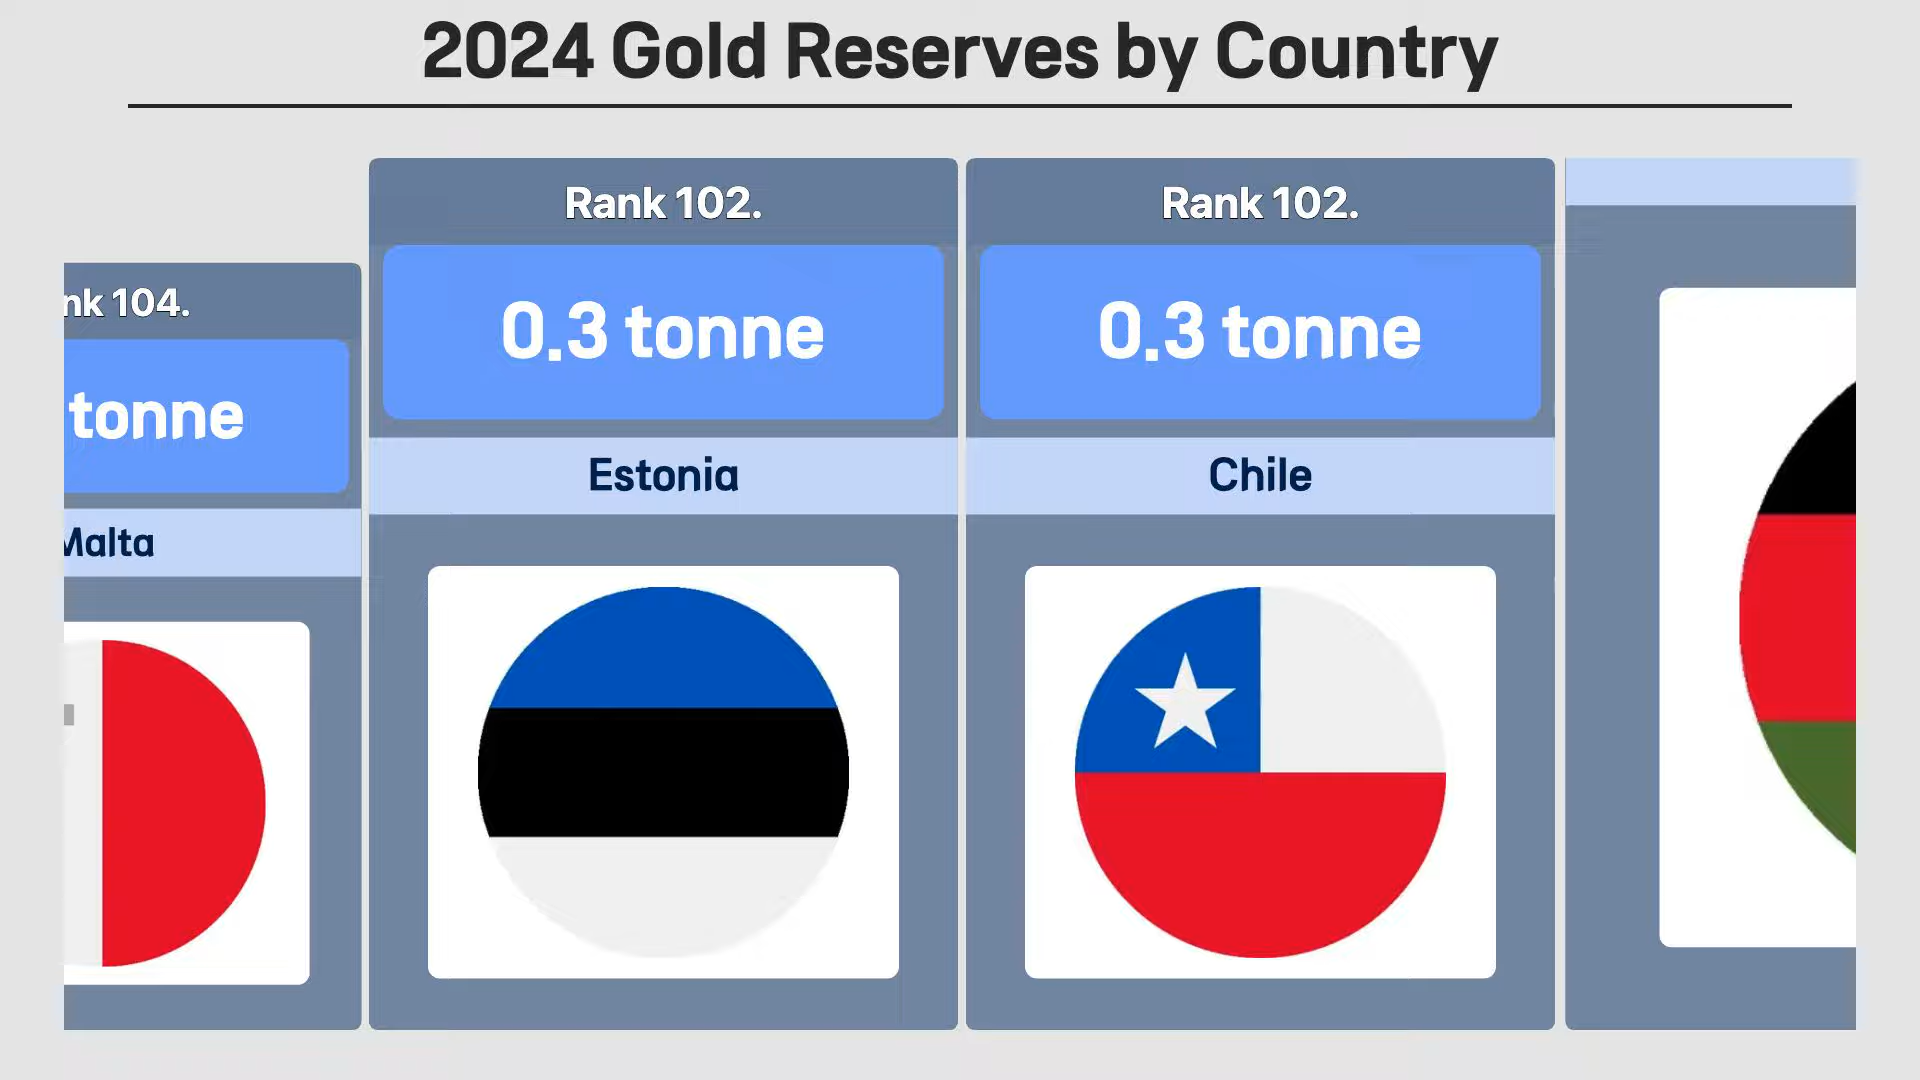 2024 Gold Reserves by Country
nk 104.
tonne
Malta
Rank 102.
0.3 tonne
Estonia
Rank 102.
0.3 tonne
Chile